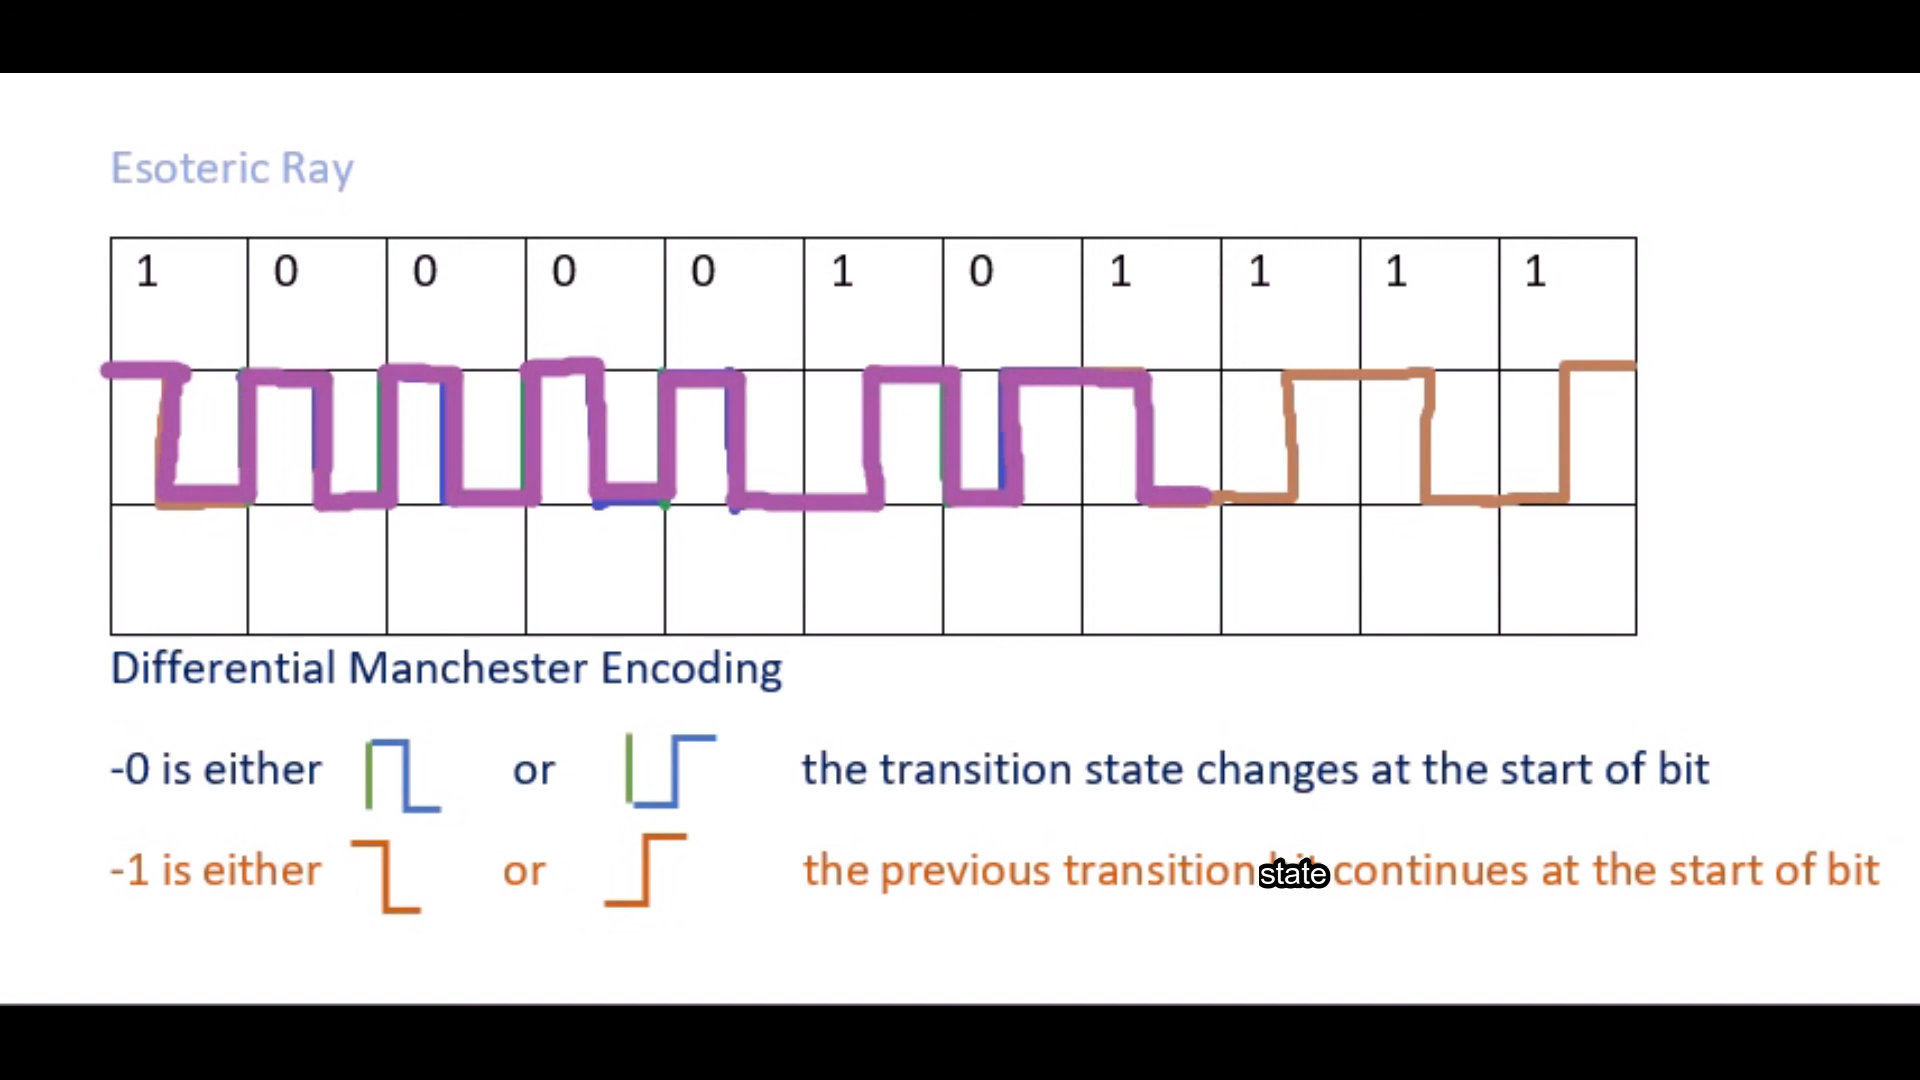 Esoteric Ray
1 0 0 0 0 1 0 1 1 1 1
Differential Manchester Encoding
-0 is either or the transition state changes at the start of bit
-1 is either or the previous transition state continues at the start of bit